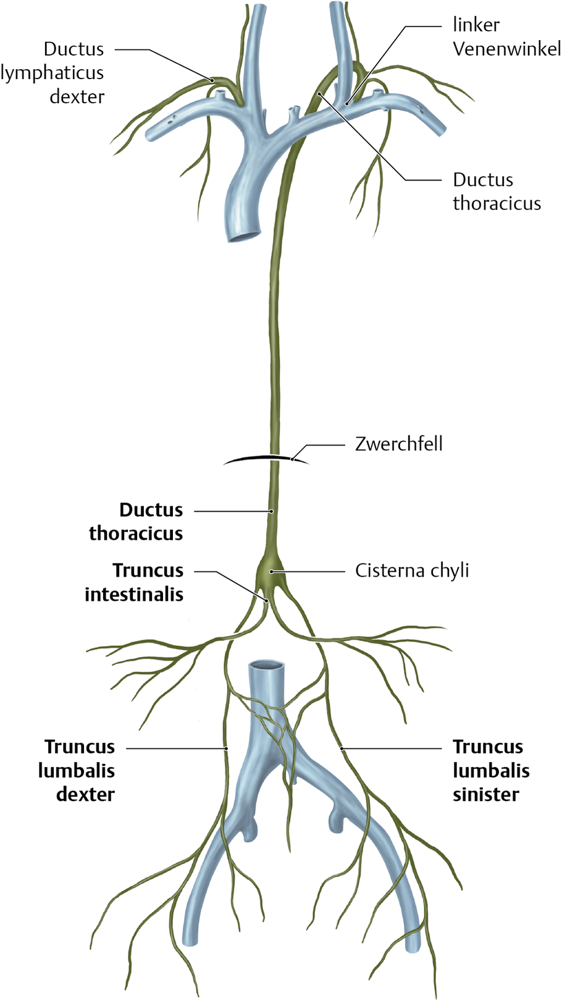 Ductus
lymphaticus
dexter
linker
Venenwinkel
Ductus
thoracicus
Zwerchfell
Ductus
thoracicus
Truncus
intestinalis
Cisterna chyli
Truncus
lumbalis
dexter
Truncus
lumbalis
sinister